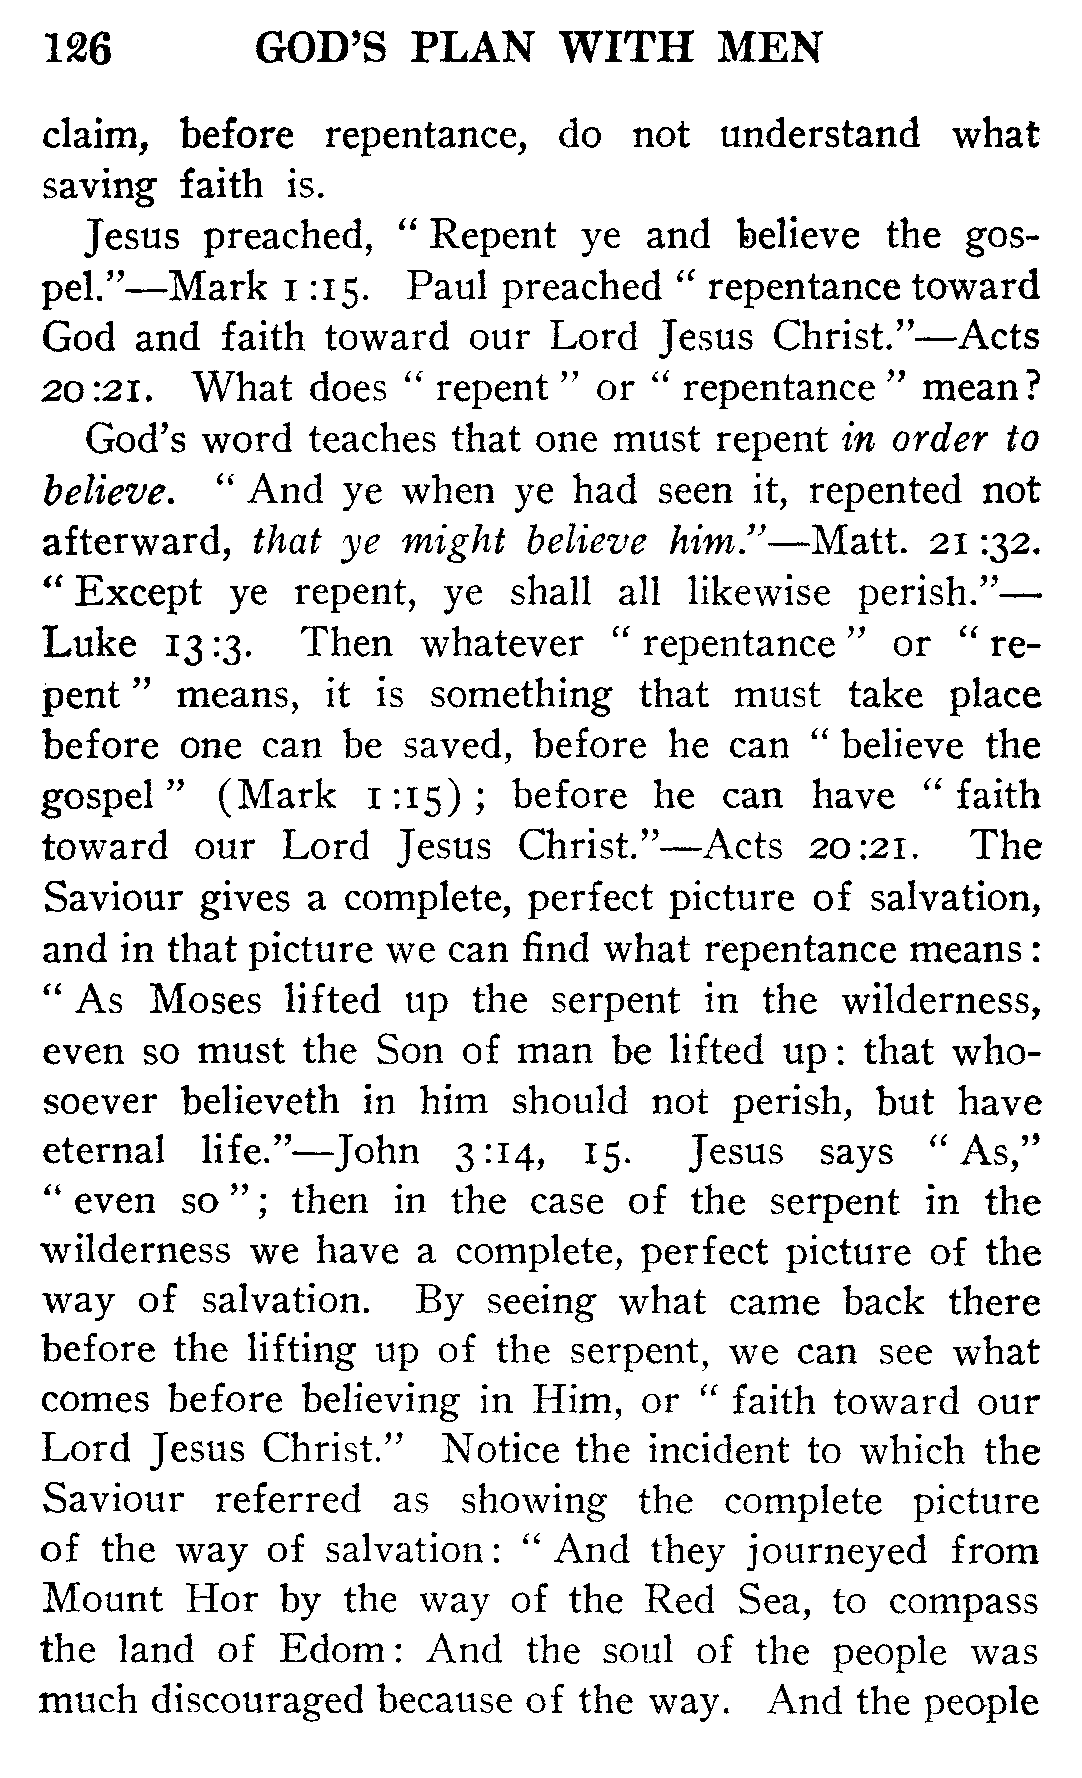 126 GOD'S PLAN WITH MEN
claim, before repentance, do not understand what
saving faith is.
Jesus preached, “ Repent ye and believe the gos-
pel.”—Mark 1 :15. Paul preached “ repentance toward
God and faith toward our Lord Jesus Christ.”—Acts
20 :21. What does “ repent ” or “ repentance ” mean?
God's word teaches that one must repent in order to
believe. “ And ye when ye had seen it, repented not
afterward, that ye might believe him.”—Matt. 21 :32.
“ Except ye repent, ye shall all likewise perish.”—
Luke 13 :3. Then whatever “ repentance ” or “ re-
pent ” means, it is something that must take place
before one can be saved, before he can “ believe the
gospel ” (Mark 1 :15) ; before he can have “ faith
toward our Lord Jesus Christ.”—Acts 20 :21. The
Saviour gives a complete, perfect picture of salvation,
and in that picture we can find what repentance means :
“ As Moses lifted up the serpent in the wilderness,
even so must the Son of man be lifted up : that who-
soever believeth in him should not perish, but have
eternal life.”—John 3 :14, 15. Jesus says “ As,”
“ even so ” ; then in the case of the serpent in the
wilderness we have a complete, perfect picture of the
way of salvation. By seeing what came back there
before the lifting up of the serpent, we can see what
comes before believing in Him, or “ faith toward our
Lord Jesus Christ.” Notice the incident to which the
Saviour referred as showing the complete picture
of the way of salvation : “ And they journeyed from
Mount Hor by the way of the Red Sea, to compass
the land of Edom : And the soul of the people was
much discouraged because of the way. And the people